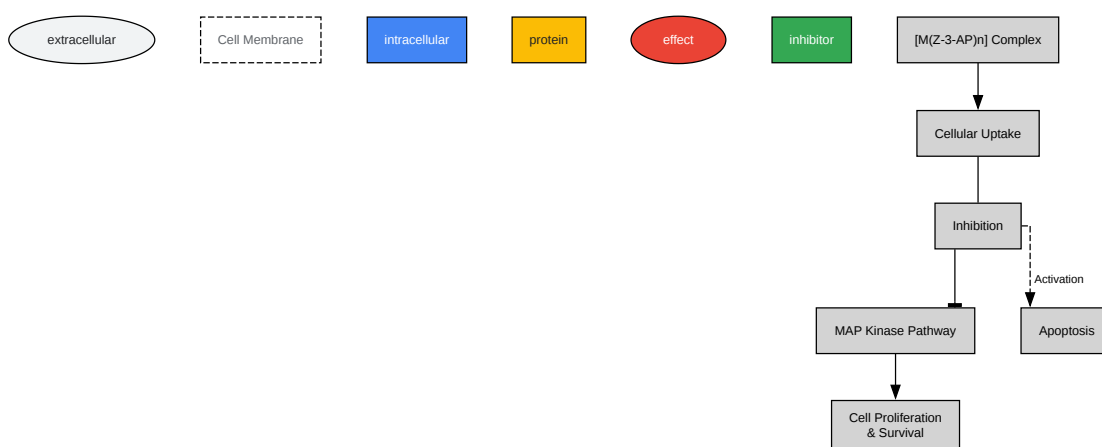 extracellular
Cell Membrane
intracellular
protein
effect
inhibitor
[M(Z-3-AP)n] Complex
Cellular Uptake
Inhibition
Activation
MAP Kinase Pathway
Apoptosis
Cell Proliferation
& Survival